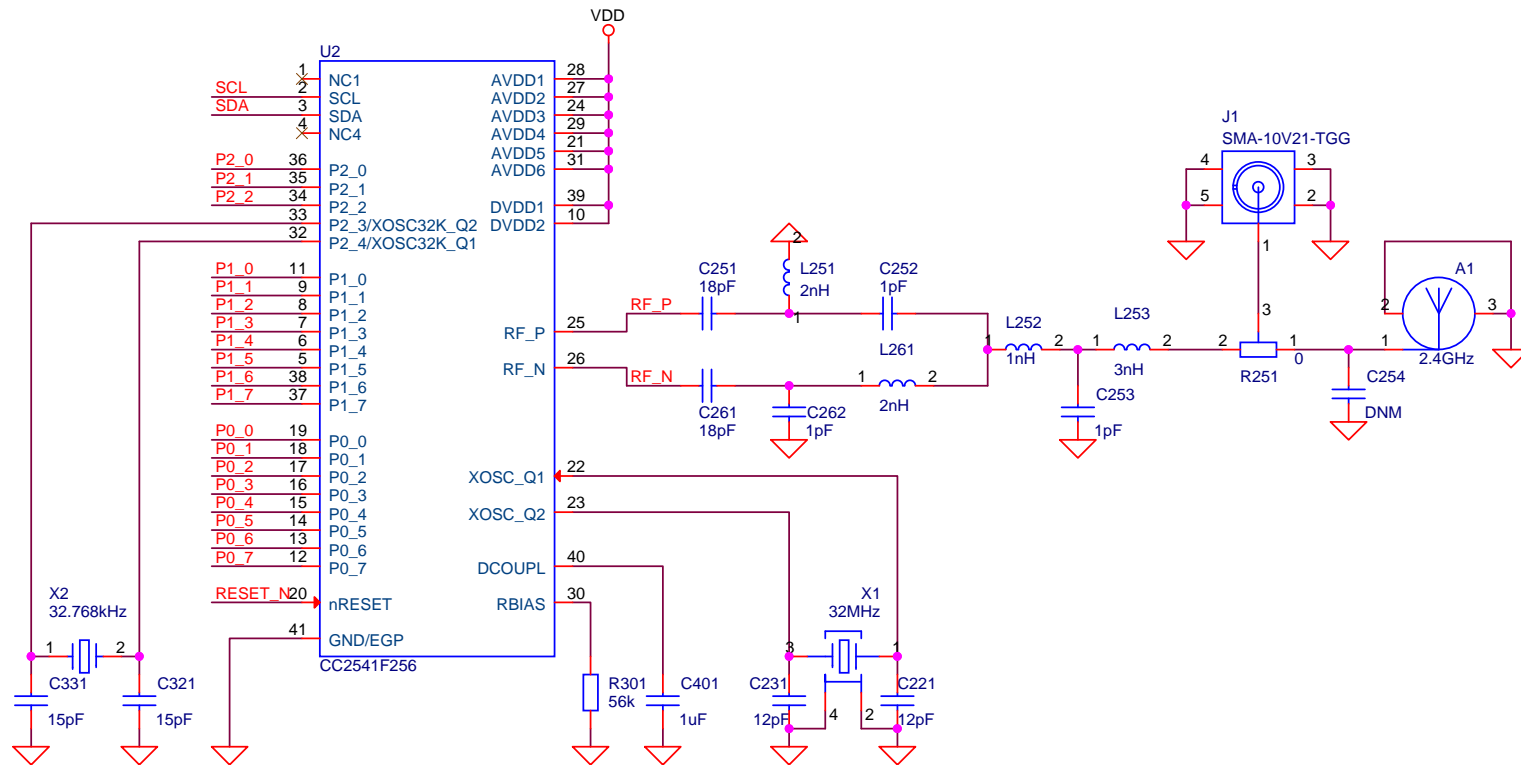 VDD
U2
1 NC1
SCL 2 SCL
SDA 3 SDA
4 NC4
P2_0 36 P2_0
P2_1 35 P2_1
P2_2 34 P2_2
33 P2_3/XOSC32K_Q2
32 P2_4/XOSC32K_Q1
P1_0 11 P1_0
P1_1 9 P1_1
P1_2 8 P1_2
P1_3 7 P1_3
P1_4 6 P1_4
P1_5 5 P1_5
P1_6 38 P1_6
P1_7 37 P1_7
P0_0 19 P0_0
P0_1 18 P0_1
P0_2 17 P0_2
P0_3 16 P0_3
P0_4 15 P0_4
P0_5 14 P0_5
P0_6 13 P0_6
P0_7 12 P0_7
RESET_N 20 nRESET
41 GND/EGP
CC2541F256
AVDD1 28
AVDD2 27
AVDD3 24
AVDD4 29
AVDD5 21
AVDD6 31
DVDD1 39
DVDD2 10
RF_P 25 RF_P
RF_N 26 RF_N
XOSC_Q1 22
XOSC_Q2 23
DCOUPL 40
RBIAS 30
X2
32.768kHz
1 2
C331
15pF
C321
15pF
R301
56k
C401
1uF
X1
32MHz
3 1
4 2
C231
12pF
C221
12pF
C251
18pF
2
L251
2nH
1
C252
1pF
C261
18pF
C262
1pF
L261
1 2
2nH
L252
1 2
1nH
L253
1 2
3nH
C253
1pF
J1
SMA-10V21-TGG
4 3
5 2
1
3
2 1
0
R251
C254
DNM
A1
2 3
1
2.4GHz